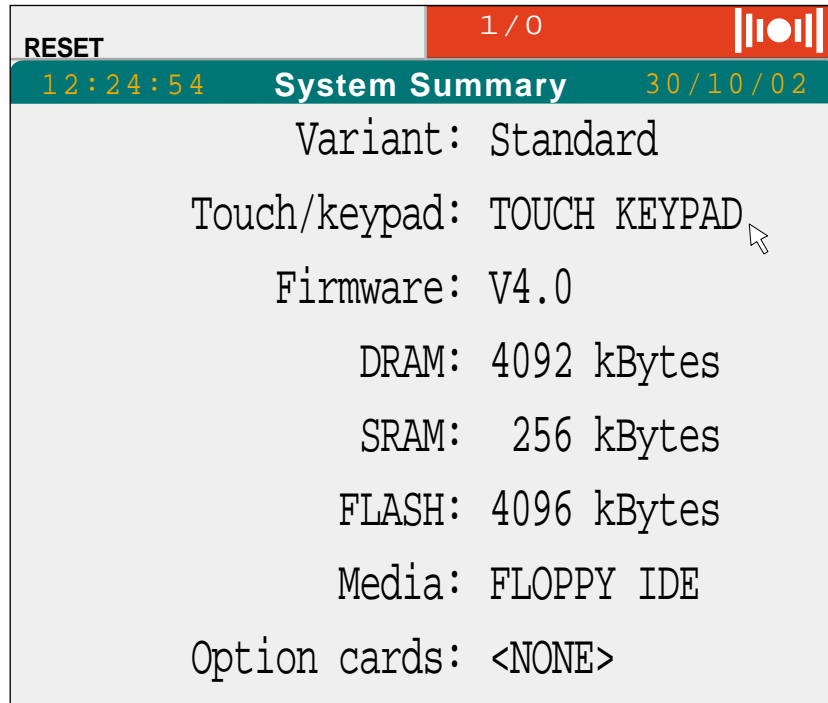 RESET
1/0
12:24:54 System Summary 30/10/02
Variant: Standard
Touch/keypad: TOUCH KEYPAD
Firmware: V4.0
DRAM: 4092 kBytes
SRAM: 256 kBytes
FLASH: 4096 kBytes
Media: FLOPPY IDE
Option cards: <NONE>